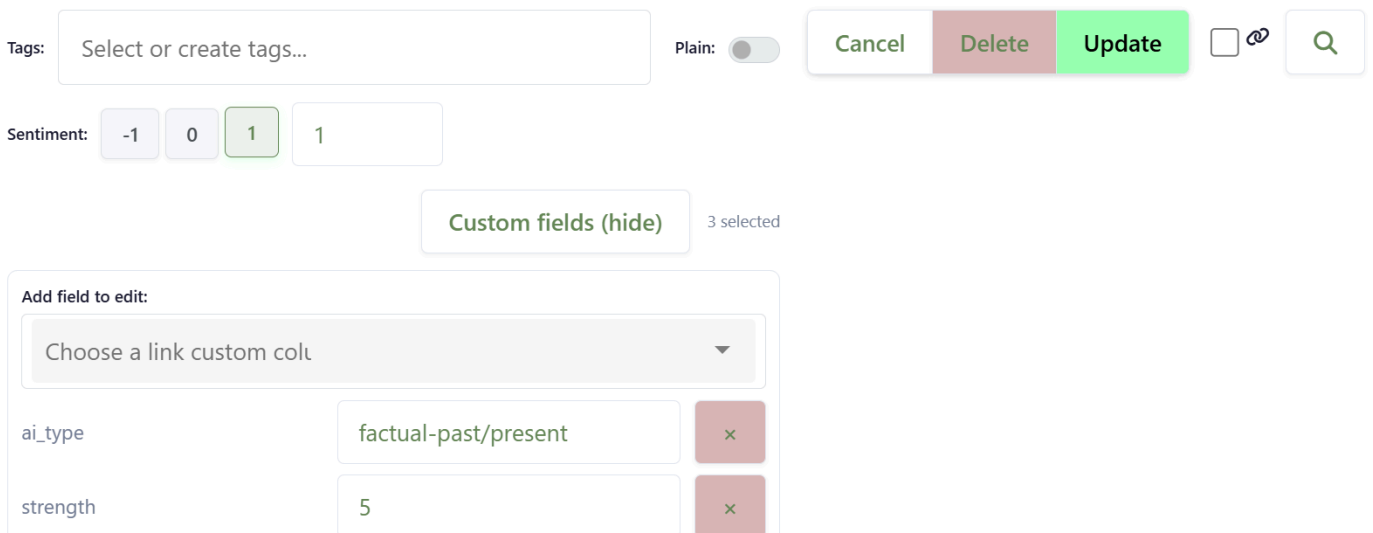 Tags: Select or create tags... Plain: Cancel Delete Update
Sentiment: -1 0 1 1
Custom fields (hide) 3 selected
Add field to edit:
Choose a link custom colu
ai_type factual-past/present ×
strength 5 ×